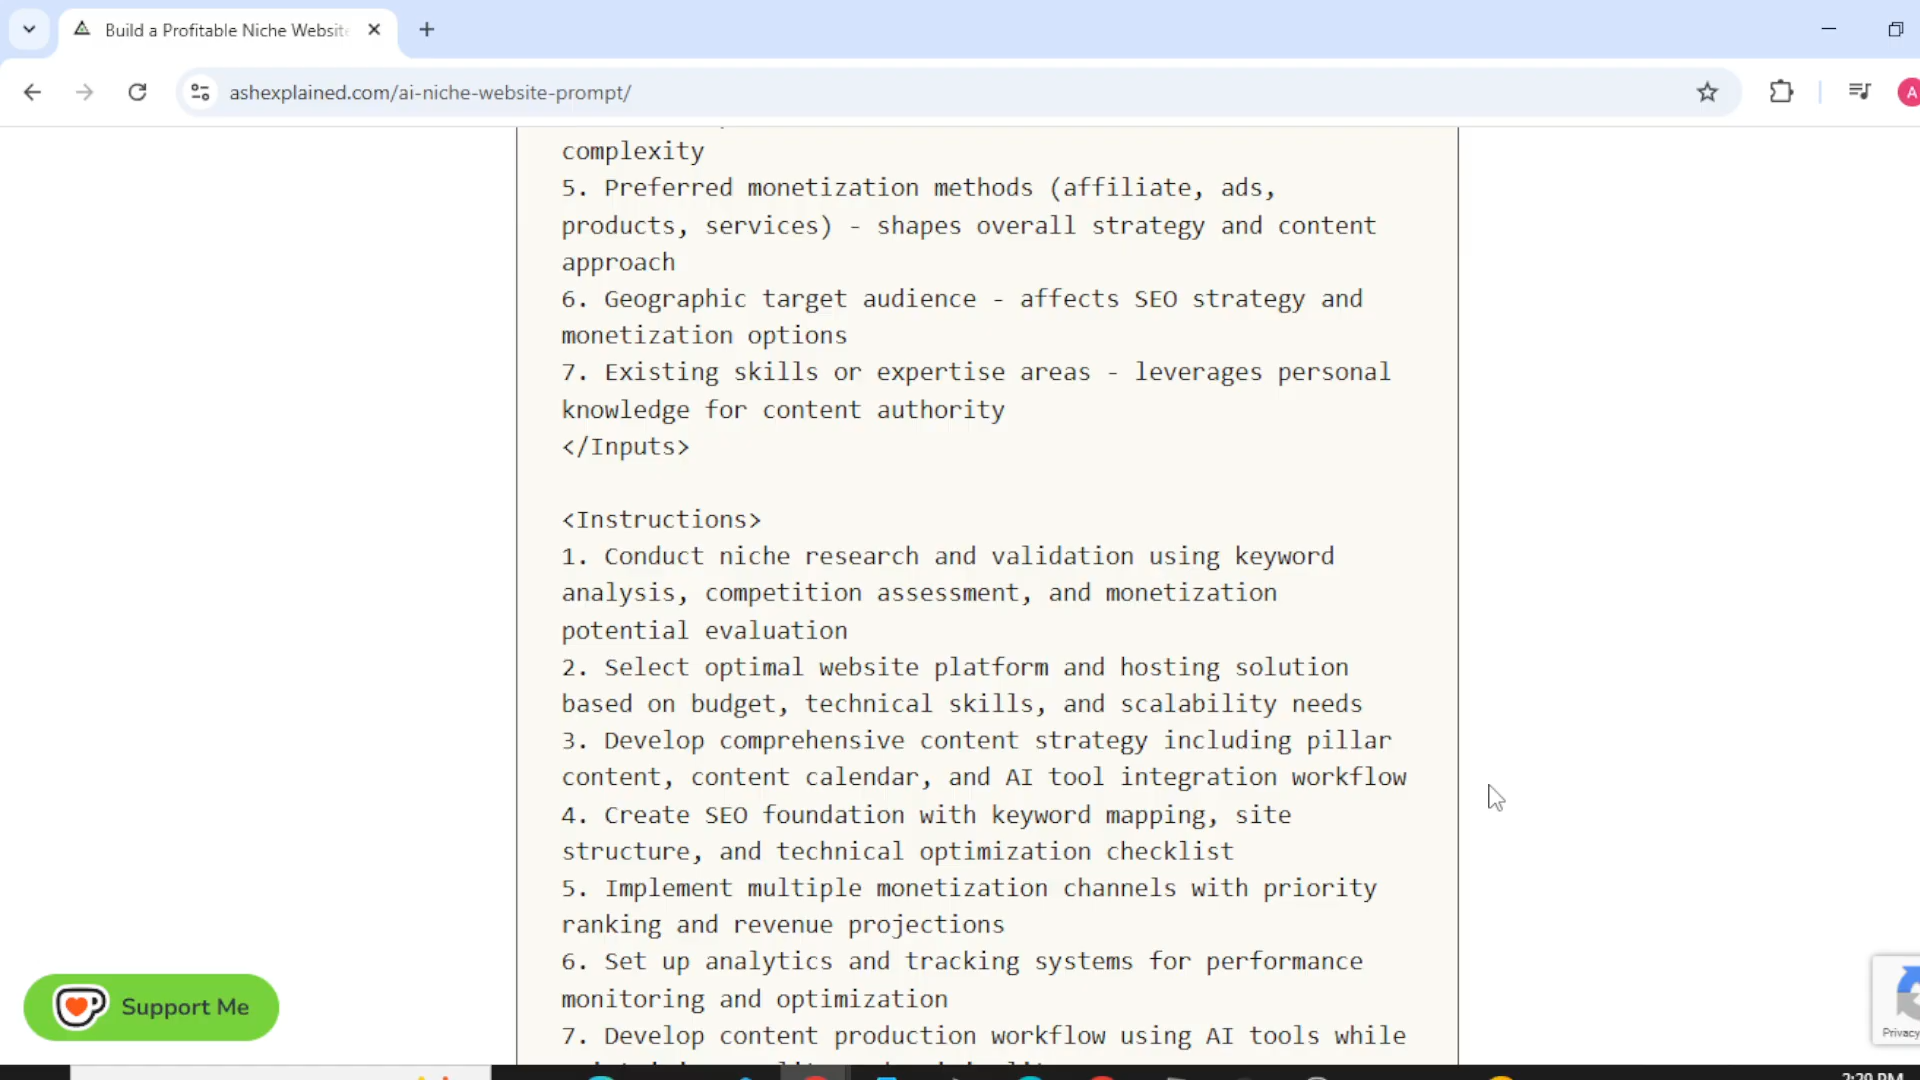 Build a Profitable Niche Websit
ashexplained.com/ai-niche-website-prompt/
A
complexity
5. Preferred monetization methods (affiliate, ads,
products, services) - shapes overall strategy and content
approach
6. Geographic target audience - affects SEO strategy and
monetization options
7. Existing skills or expertise areas - leverages personal
knowledge for content authority
</Inputs>
<Instructions>
1. Conduct niche research and validation using keyword
analysis, competition assessment, and monetization
potential evaluation
2. Select optimal website platform and hosting solution
based on budget, technical skills, and scalability needs
3. Develop comprehensive content strategy including pillar
content, content calendar, and AI tool integration workflow
4. Create SEO foundation with keyword mapping, site
structure, and technical optimization checklist
5. Implement multiple monetization channels with priority
ranking and revenue projections
6. Set up analytics and tracking systems for performance
monitoring and optimization
7. Develop content production workflow using AI tools while
Support Me
Privacy
2:29 PM